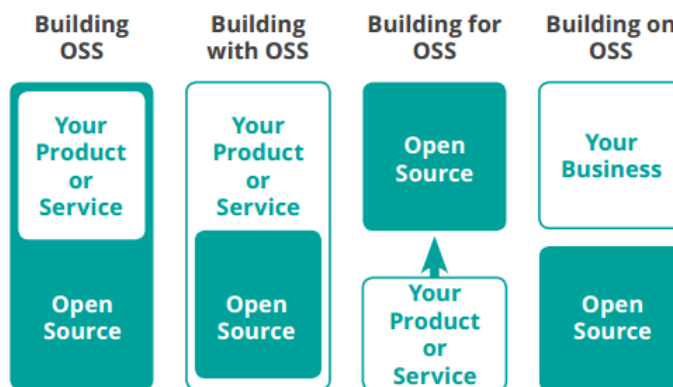 Building
OSS
Your
Product
or
Service
Open
Source
Building
with OSS
Your
Product
or
Service
Open
Source
Building for
OSS
Open
Source
Your
Product
or
Service
Building on
OSS
Your
Business
Open
Source